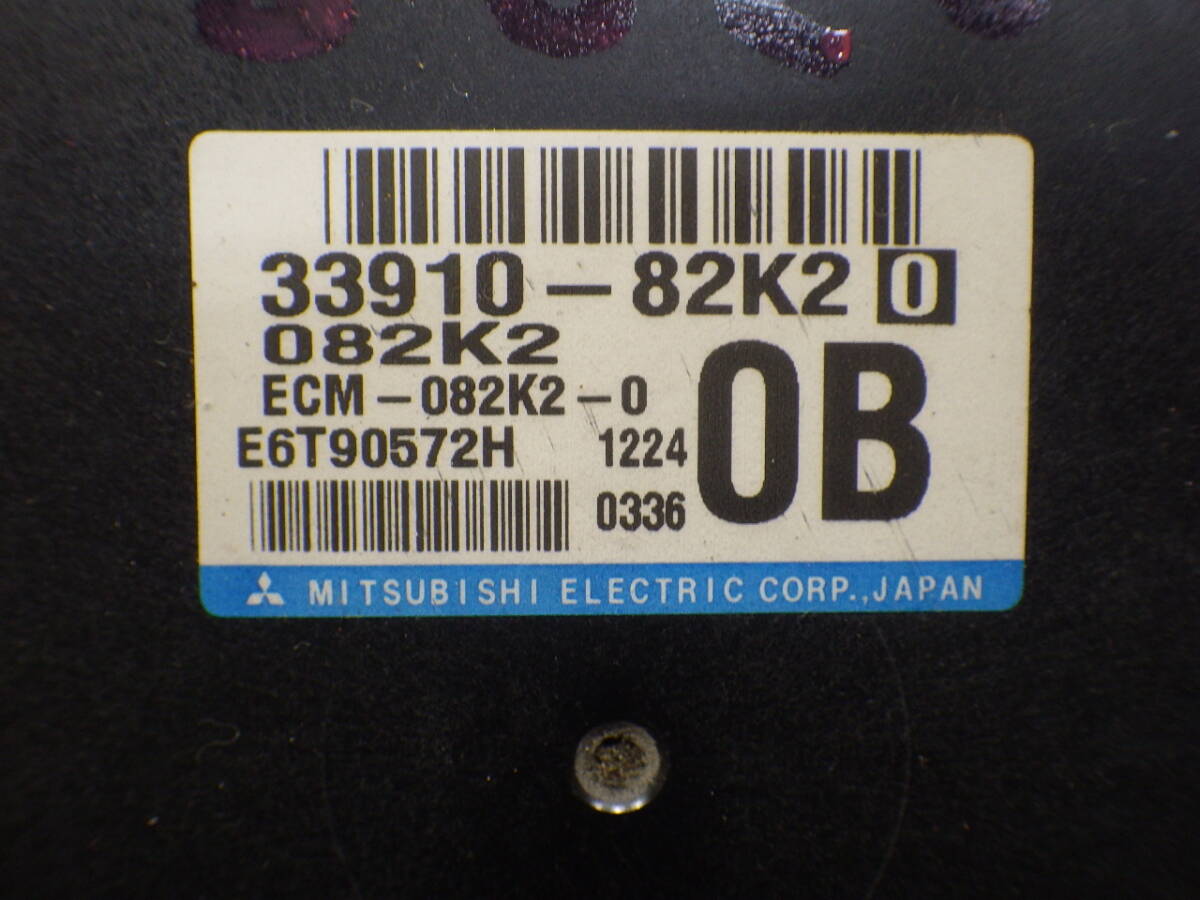 33910-82K2 0
082K2
ECM-082K2-0
0B
E6T90572H 1224
0336
MITSUBISHI ELECTRIC CORP.,JAPAN